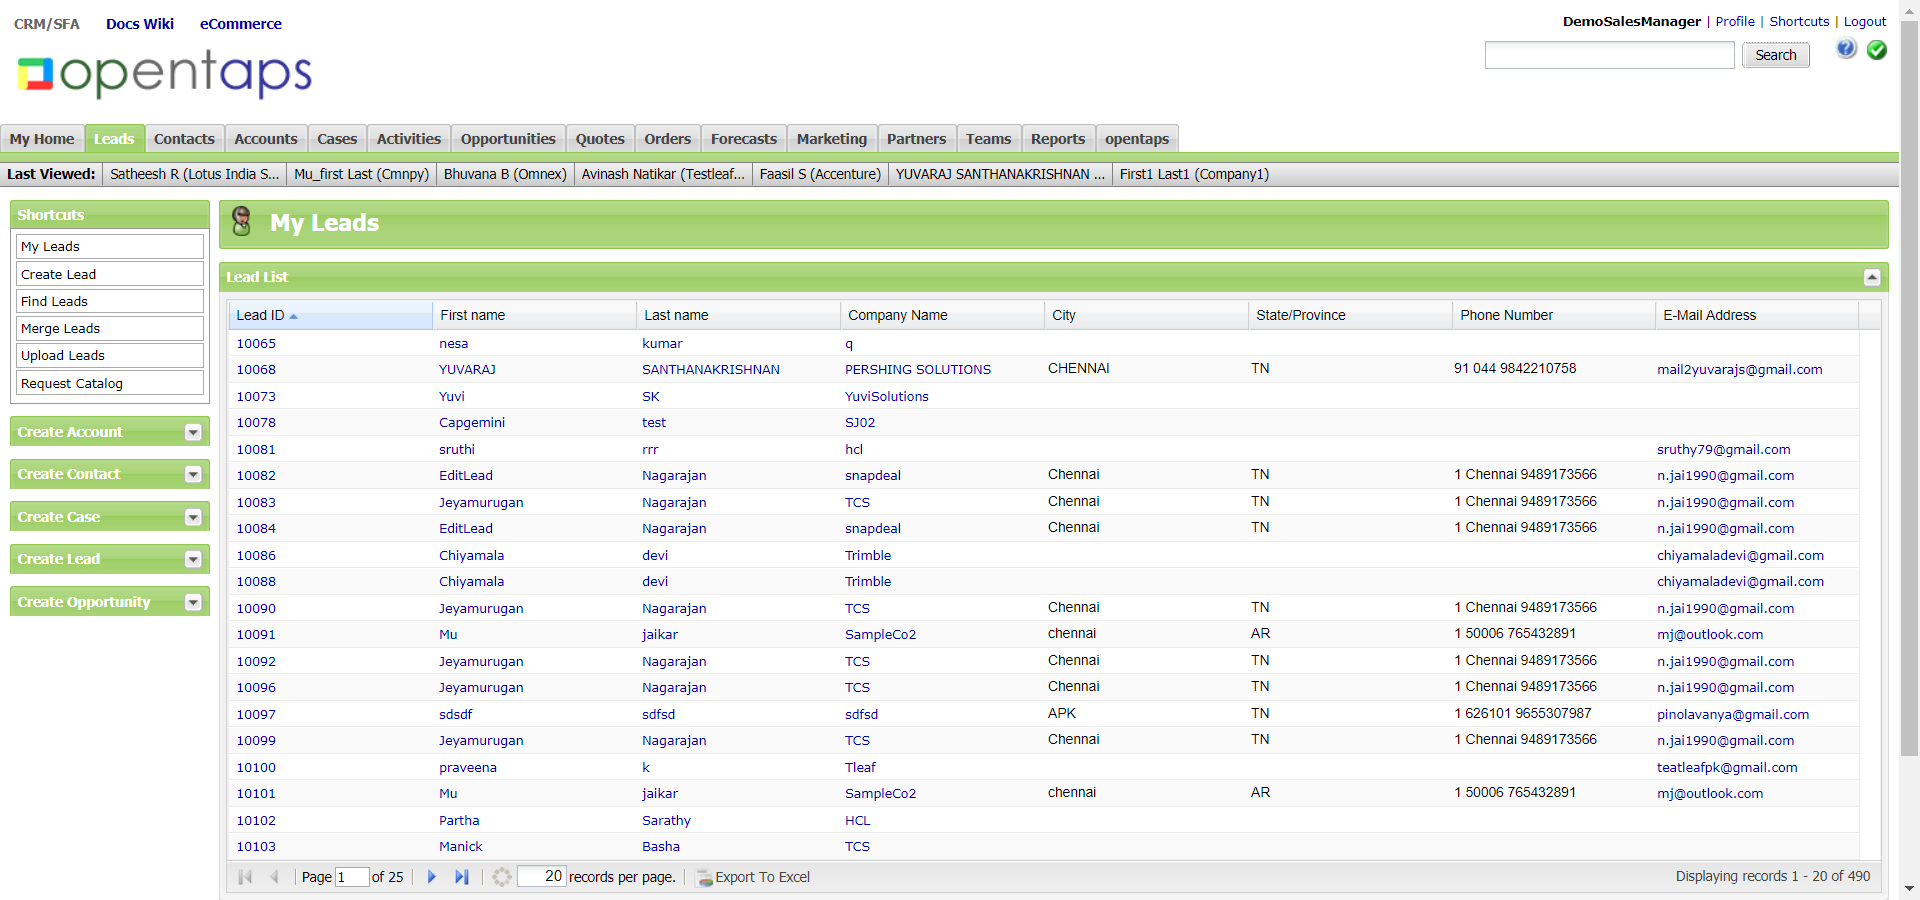 CRM/SFA Docs Wiki eCommerce
DemoSalesManager | Profile | Shortcuts | Logout
opentaps
Search
My Home Leads Contacts Accounts Cases Activities Opportunities Quotes Orders Forecasts Marketing Partners Teams Reports opentaps
Last Viewed: Satheesh R (Lotus India S... Mu_first Last (Cmnpy) Bhuvana B (Omnex) Avinash Natikar (Testleaf... Faasil S (Accenture) YUVARAJ SANTHANAKRISHNAN ... First1 Last1 (Company1)
Shortcuts
My Leads
Create Lead
Find Leads
Merge Leads
Upload Leads
Request Catalog
Create Account
Create Contact
Create Case
Create Lead
Create Opportunity
My Leads
Lead List
Lead ID First name Last name Company Name City State/Province Phone Number E-Mail Address
10065 nesa kumar q
10068 YUVARAJ SANTHANAKRISHNAN PERSHING SOLUTIONS CHENNAI TN 91 044 9842210758 mail2yuvarajs@gmail.com
10073 Yuvi SK YuviSolutions
10078 Capgemini test SJ02
10081 sruthi rrr hcl sruthy79@gmail.com
10082 EditLead Nagarajan snapdeal Chennai TN 1 Chennai 9489173566 n.jai1990@gmail.com
10083 Jeyamurugan Nagarajan TCS Chennai TN 1 Chennai 9489173566 n.jai1990@gmail.com
10084 EditLead Nagarajan snapdeal Chennai TN 1 Chennai 9489173566 n.jai1990@gmail.com
10086 Chiyamala devi Trimble chiyamaladevi@gmail.com
10088 Chiyamala devi Trimble chiyamaladevi@gmail.com
10090 Jeyamurugan Nagarajan TCS Chennai TN 1 Chennai 9489173566 n.jai1990@gmail.com
10091 Mu jaikar SampleCo2 chennai AR 1 50006 765432891 mj@outlook.com
10092 Jeyamurugan Nagarajan TCS Chennai TN 1 Chennai 9489173566 n.jai1990@gmail.com
10096 Jeyamurugan Nagarajan TCS Chennai TN 1 Chennai 9489173566 n.jai1990@gmail.com
10097 sdsdf sdfsd sdfsd APK TN 1 626101 9655307987 pinolavanya@gmail.com
10099 Jeyamurugan Nagarajan TCS Chennai TN 1 Chennai 9489173566 n.jai1990@gmail.com
10100 praveena k Tleaf teatleafpk@gmail.com
10101 Mu jaikar SampleCo2 chennai AR 1 50006 765432891 mj@outlook.com
10102 Partha Sarathy HCL
10103 Manick Basha TCS
Page 1 of 25 20 records per page. Export To Excel Displaying records 1 - 20 of 490